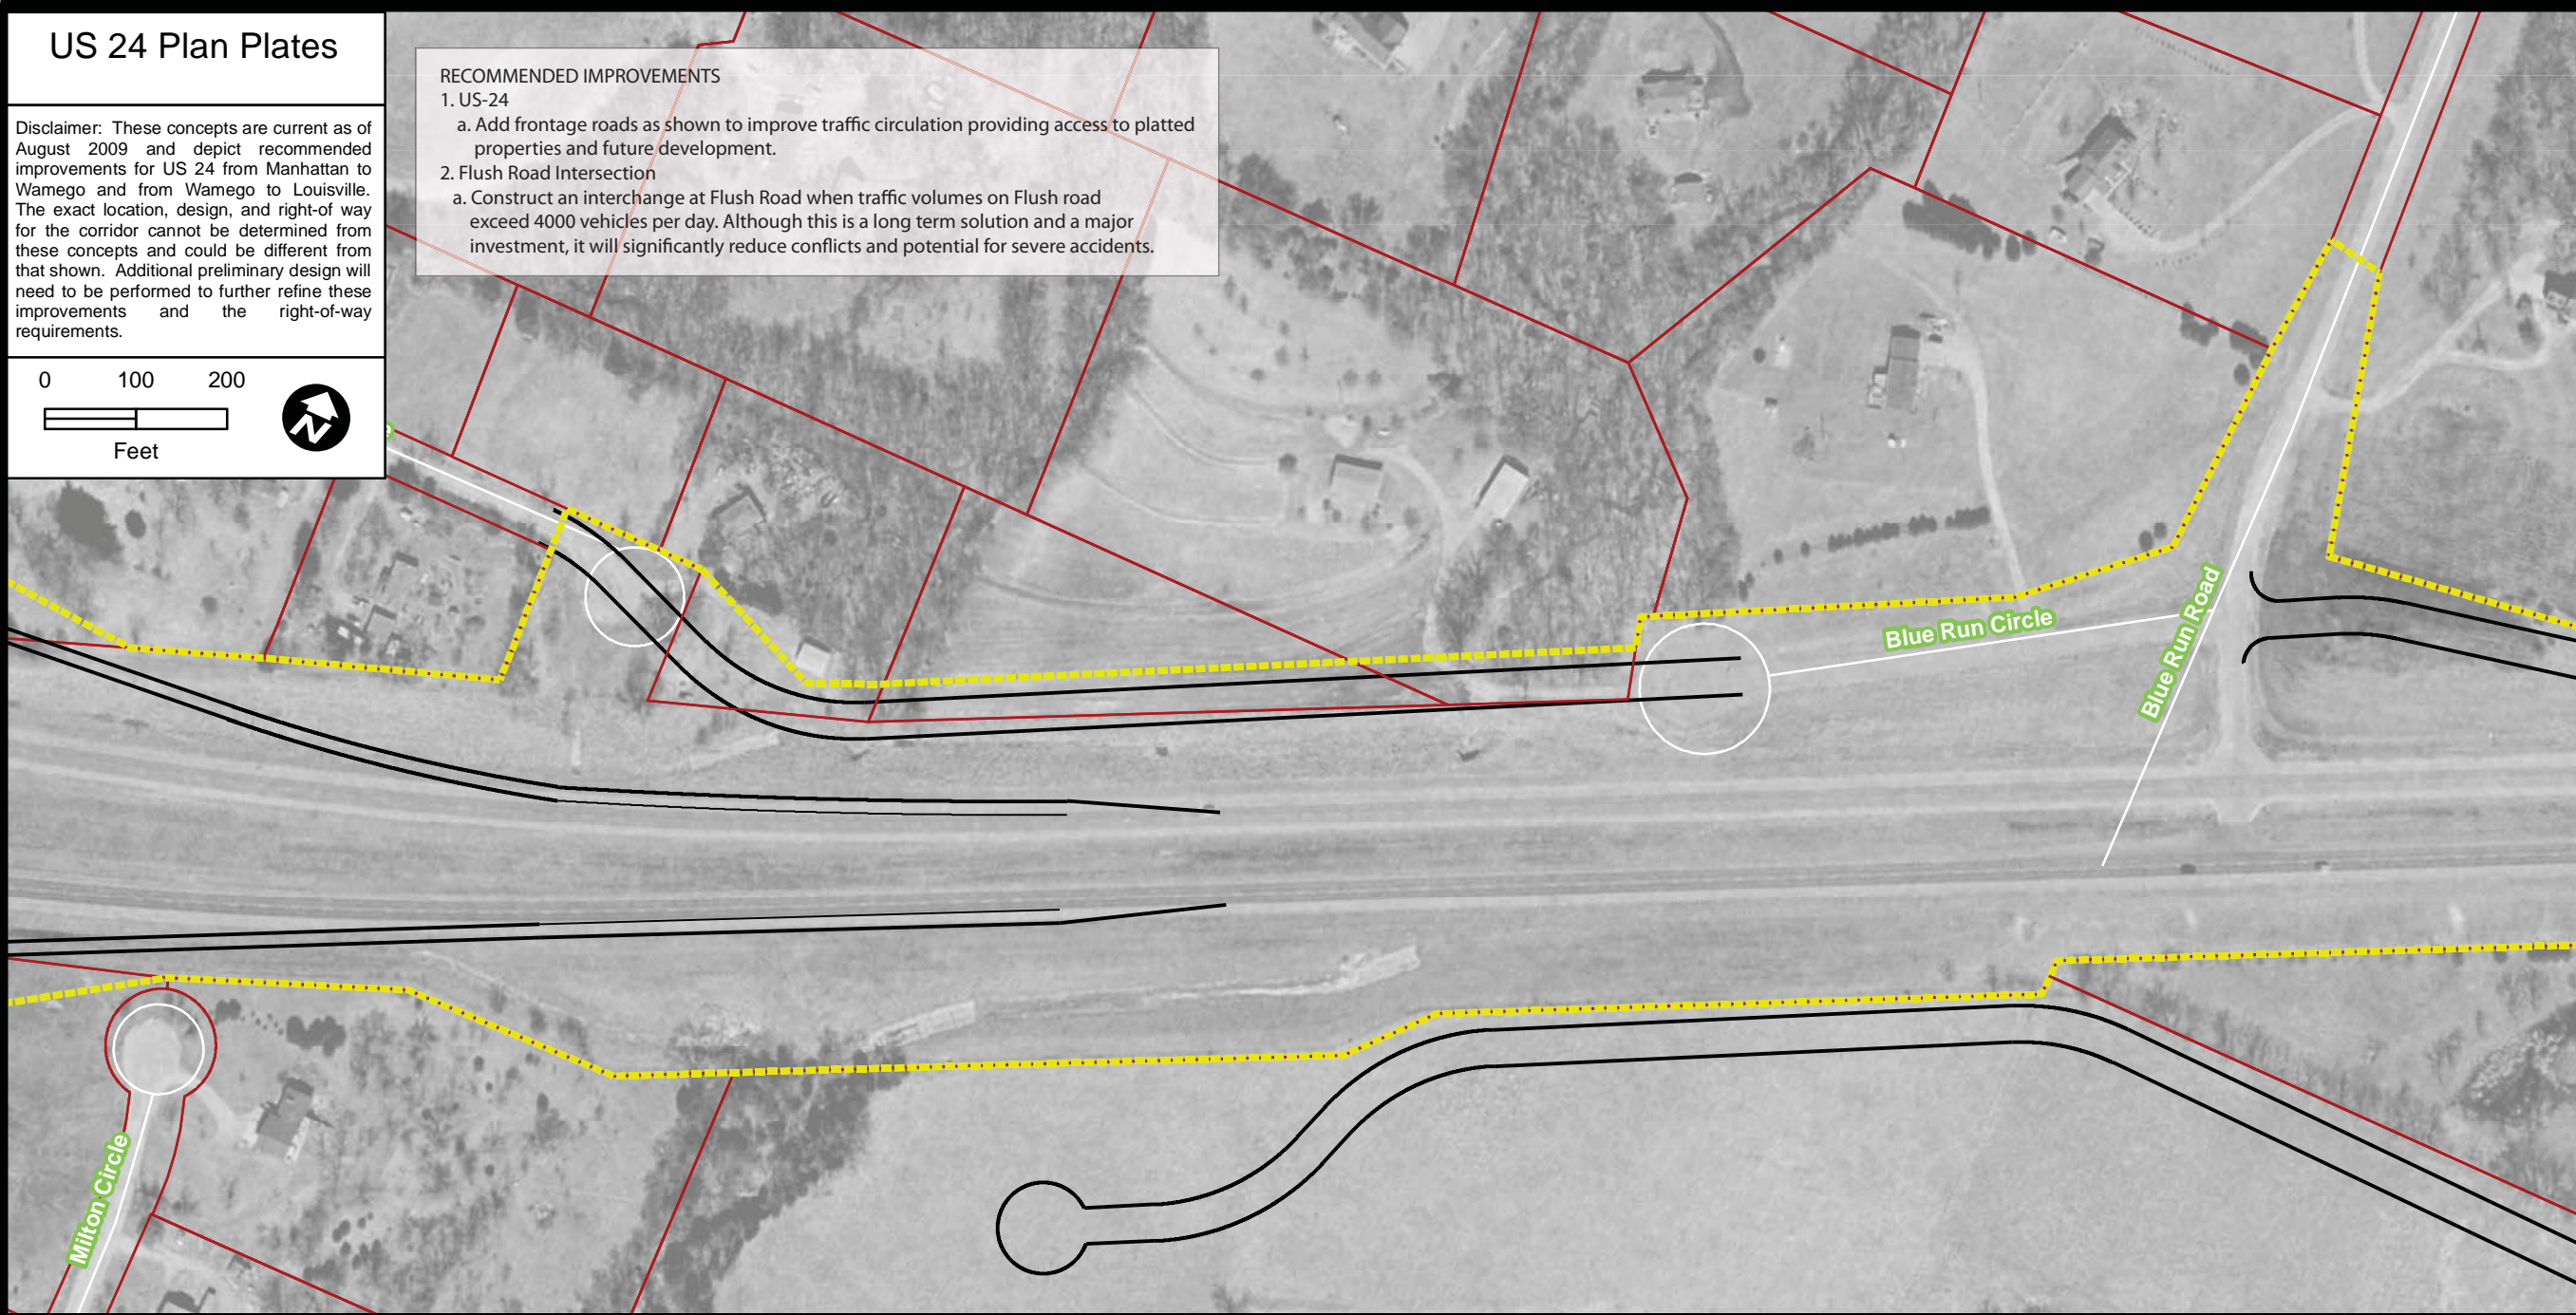 US 24 Plan Plates
Disclaimer: These concepts are current as of
August 2009 and depict recommended
improvements for US 24 from Manhattan to
Wamego and from Wamego to Louisville.
The exact location, design, and right-of way
for the corridor cannot be determined from
these concepts and could be different from
that shown. Additional preliminary design will
need to be performed to further refine these
improvements and the right-of-way
requirements.
0 100 200
Feet
N
RECOMMENDED IMPROVEMENTS
1. US-24
a. Add frontage roads as shown to improve traffic circulation providing access to platted
properties and future development.
2. Flush Road Intersection
a. Construct an interchange at Flush Road when traffic volumes on Flush road
exceed 4000 vehicles per day. Although this is a long term solution and a major
investment, it will significantly reduce conflicts and potential for severe accidents.
Blue Run Circle
Blue Run Road
Milton Circle